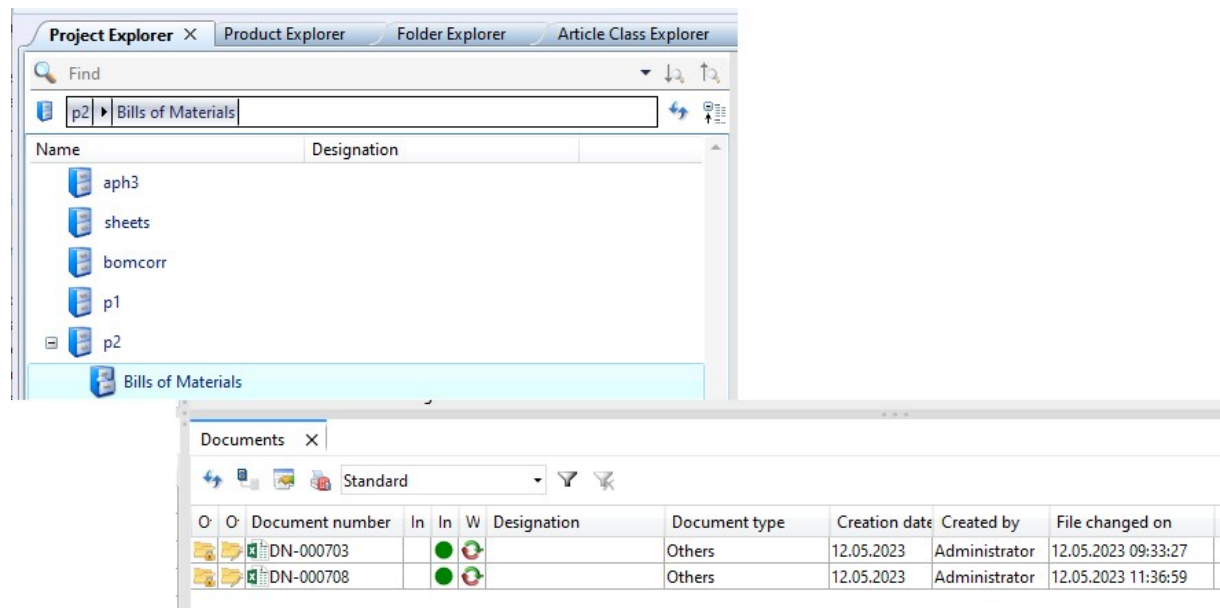 Project Explorer Product Explorer Folder Explorer Article Class Explorer
Find
p2 Bills of Materials
Name Designation
aph3
sheets
bomcorr
p1
p2
Bills of Materials
Documents
Standard
O O Document number In In W Designation Document type Creation date Created by File changed on
DN-000703 Others 12.05.2023 Administrator 12.05.2023 09:33:27
DN-000708 Others 12.05.2023 Administrator 12.05.2023 11:36:59